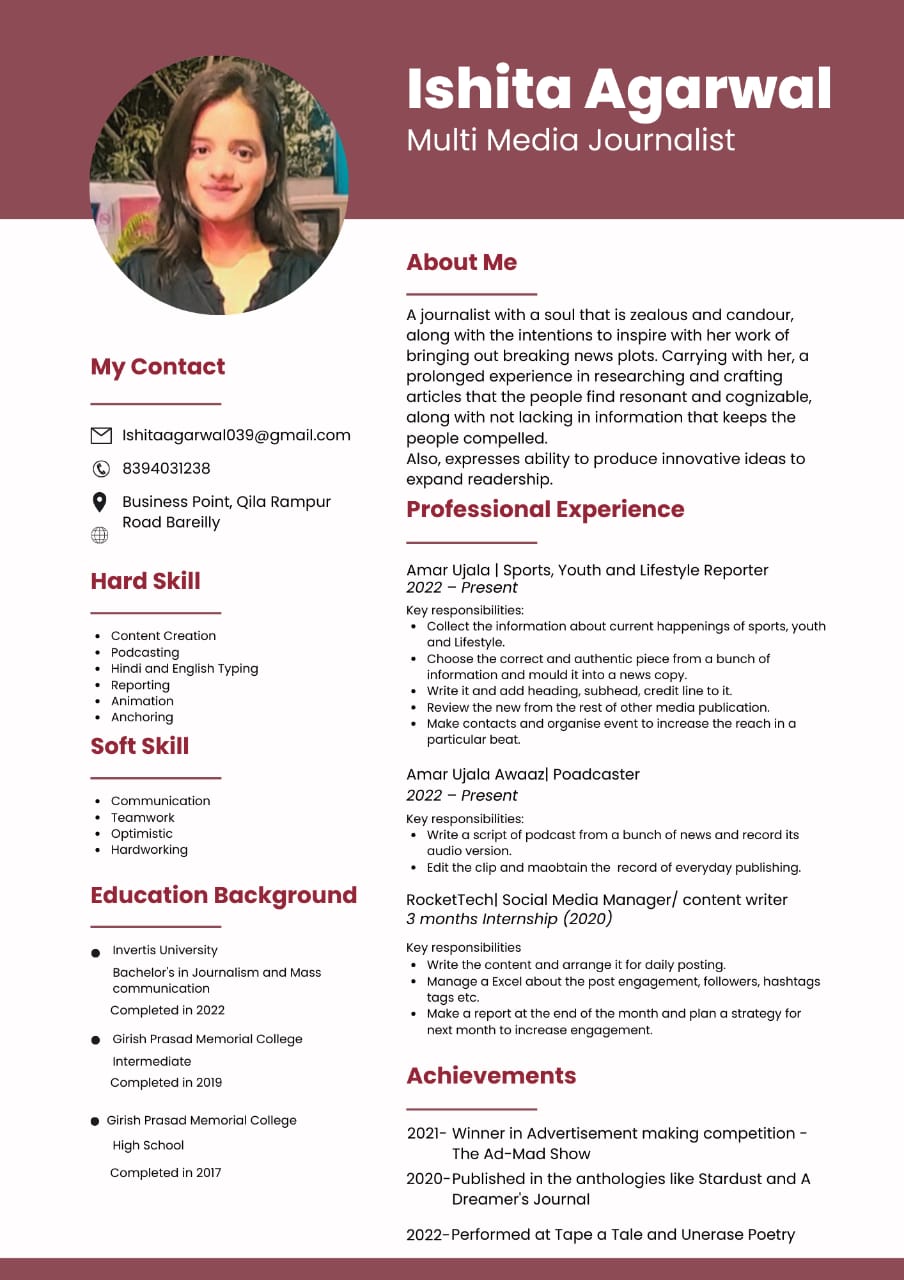 Ishita Agarwal
Multi Media Journalist
My Contact
Ishitaagarwal039@gmail.com
8394031238
Business Point, Qila Rampur
Road Bareilly
Hard Skill
• Content Creation
• Podcasting
• Hindi and English Typing
• Reporting
• Animation
• Anchoring
Soft Skill
• Communication
• Teamwork
• Optimistic
• Hardworking
Education Background
• Invertis University
Bachelor's in Journalism and Mass
communication
Completed in 2022
• Girish Prasad Memorial College
Intermediate
Completed in 2019
• Girish Prasad Memorial College
High School
Completed in 2017
About Me
A journalist with a soul that is zealous and candour,
along with the intentions to inspire with her work of
bringing out breaking news plots. Carrying with her, a
prolonged experience in researching and crafting
articles that the people find resonant and cognizable,
along with not lacking in information that keeps the
people compelled.
Also, expresses ability to produce innovative ideas to
expand readership.
Professional Experience
Amar Ujala | Sports, Youth and Lifestyle Reporter
2022 – Present
Key responsibilities:
• Collect the information about current happenings of sports, youth
and Lifestyle.
• Choose the correct and authentic piece from a bunch of
information and mould it into a news copy.
• Write it and add heading, subhead, credit line to it.
• Review the new from the rest of other media publication.
• Make contacts and organise event to increase the reach in a
particular beat.
Amar Ujala Awaaz| Poadcaster
2022 – Present
Key responsibilities:
• Write a script of podcast from a bunch of news and record its
audio version.
• Edit the clip and maobtain the  record of everyday publishing.
RocketTech| Social Media Manager/ content writer
3 months Internship (2020)
Key responsibilities
• Write the content and arrange it for daily posting.
• Manage a Excel about the post engagement, followers, hashtags
tags etc.
• Make a report at the end of the month and plan a strategy for
next month to increase engagement.
Achievements
2021- Winner in Advertisement making competition -
The Ad-Mad Show
2020-Published in the anthologies like Stardust and A
Dreamer's Journal
2022-Performed at Tape a Tale and Unerase Poetry